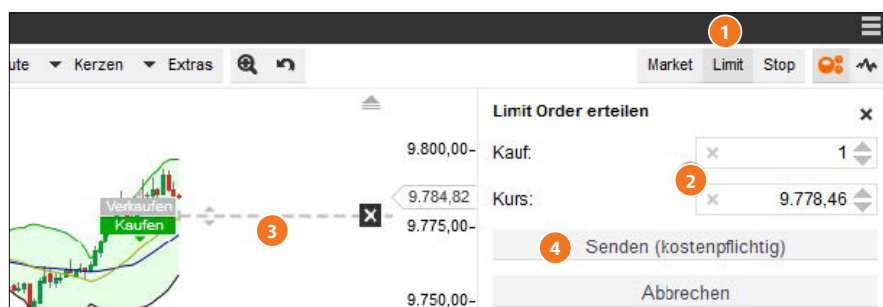 1
ute Kerzen Extras Market Limit Stop
Limit Order erteilen
9.800,00-
Kauf: 1
2
9.784,82
Kurs: 9.778,46
Verkaufen
Kaufen
3
9.775,00-
4 Senden (kostenpflichtig)
Abbrechen
9.750,00-